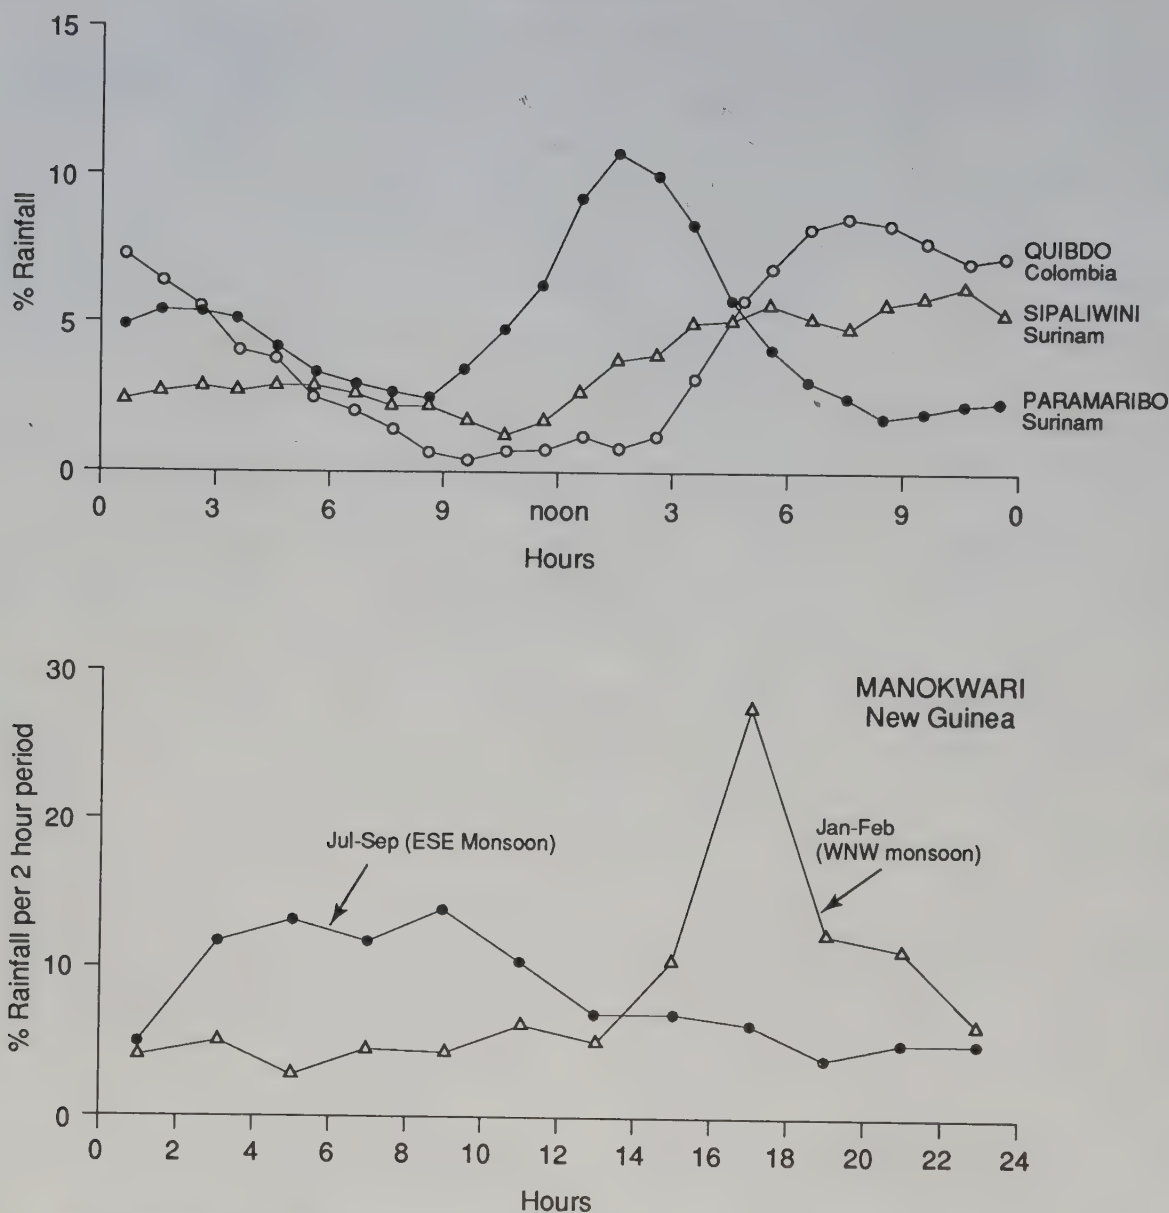 15
10
5
0
% Rainfall
0 3 6 9 noon 3 6 9 0
Hours
QUIBDO
Colombia
SIPALIWINI
Surinam
PARAMARIBO
Surinam
30
20
10
0
% Rainfall per 2 hour period
MANOKWARI
New Guinea
Jul-Sep (ESE Monsoon)
Jan-Feb
(WNW monsoon)
0 2 4 6 8 10 12 14 16 18 20 22 24
Hours